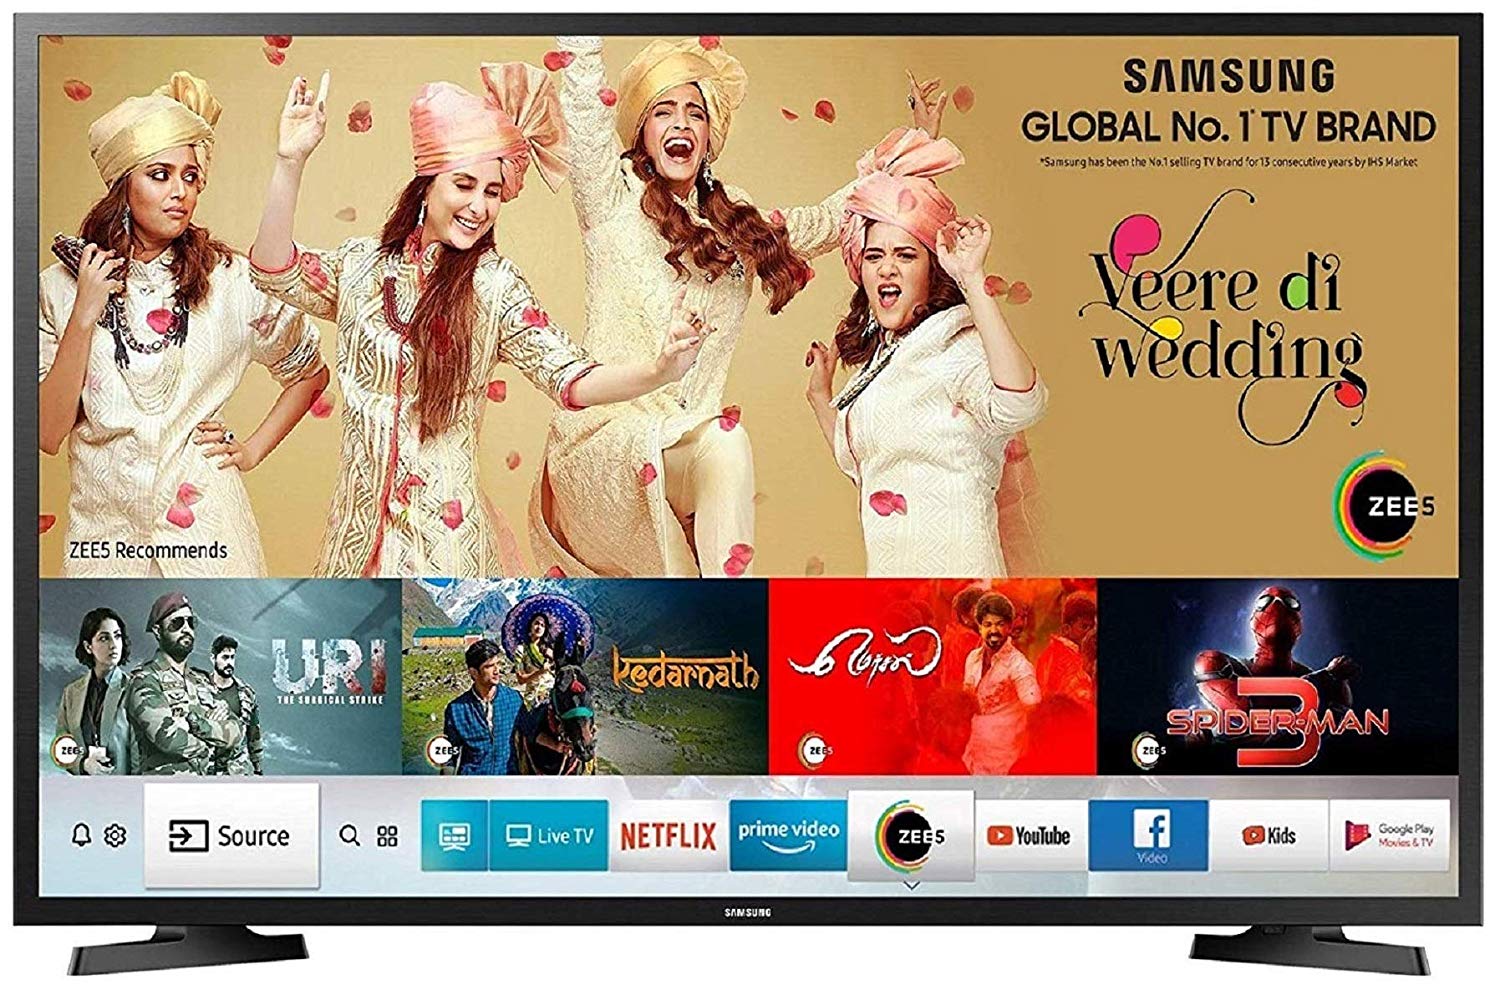 SAMSUNG
GLOBAL No. 1* TV BRAND
*Samsung has been the No.1 selling TV brand for 13 consecutive years by IHS Market
Veere di
wedding
ZEE5
ZEE5 Recommends
URI
THE SURGICAL STRIKE
ZEE5
Kedarnath
ZEE5
மெர்சல்
ZEE5
SPIDER-MAN
3
ZEE5
Source
Live TV
NETFLIX
prime video
ZEE5
YouTube
Video
Kids
Google Play
Movies & TV
SAMSUNG